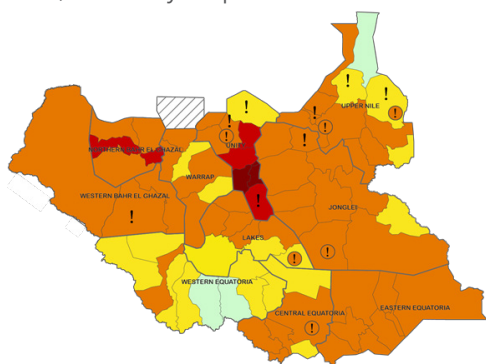 UPPER NILE
UNITY
WARRAP
WESTERN BAHR EL GHAZAL
JONGLEI
LAKES
WESTERN EQUATORIA
CENTRAL EQUATORIA
EASTERN EQUATORIA